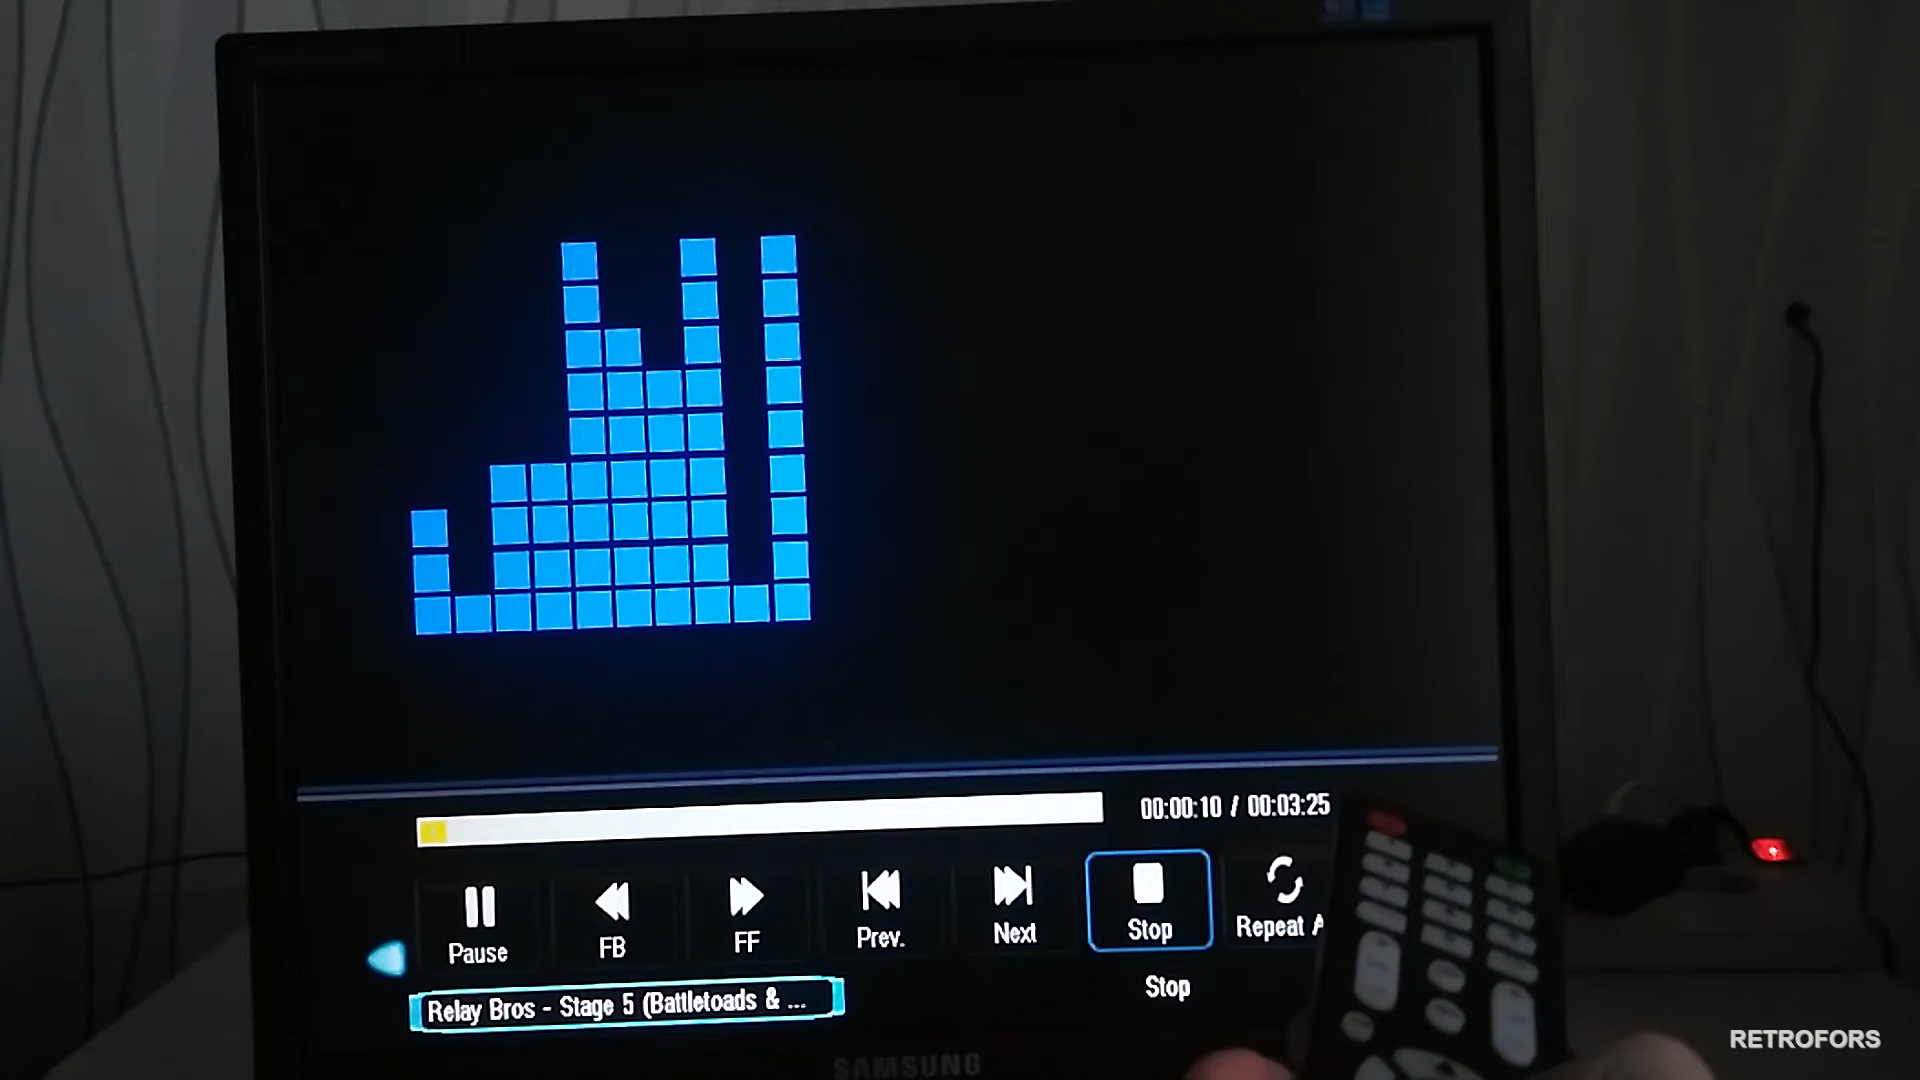 00:00:10 / 00:03:25
Pause
FB
FF
Prev.
Next
Stop
Repeat A
Stop
Relay Bros - Stage 5 (Battletoads & ...
SAMSUNG
RETROFORS